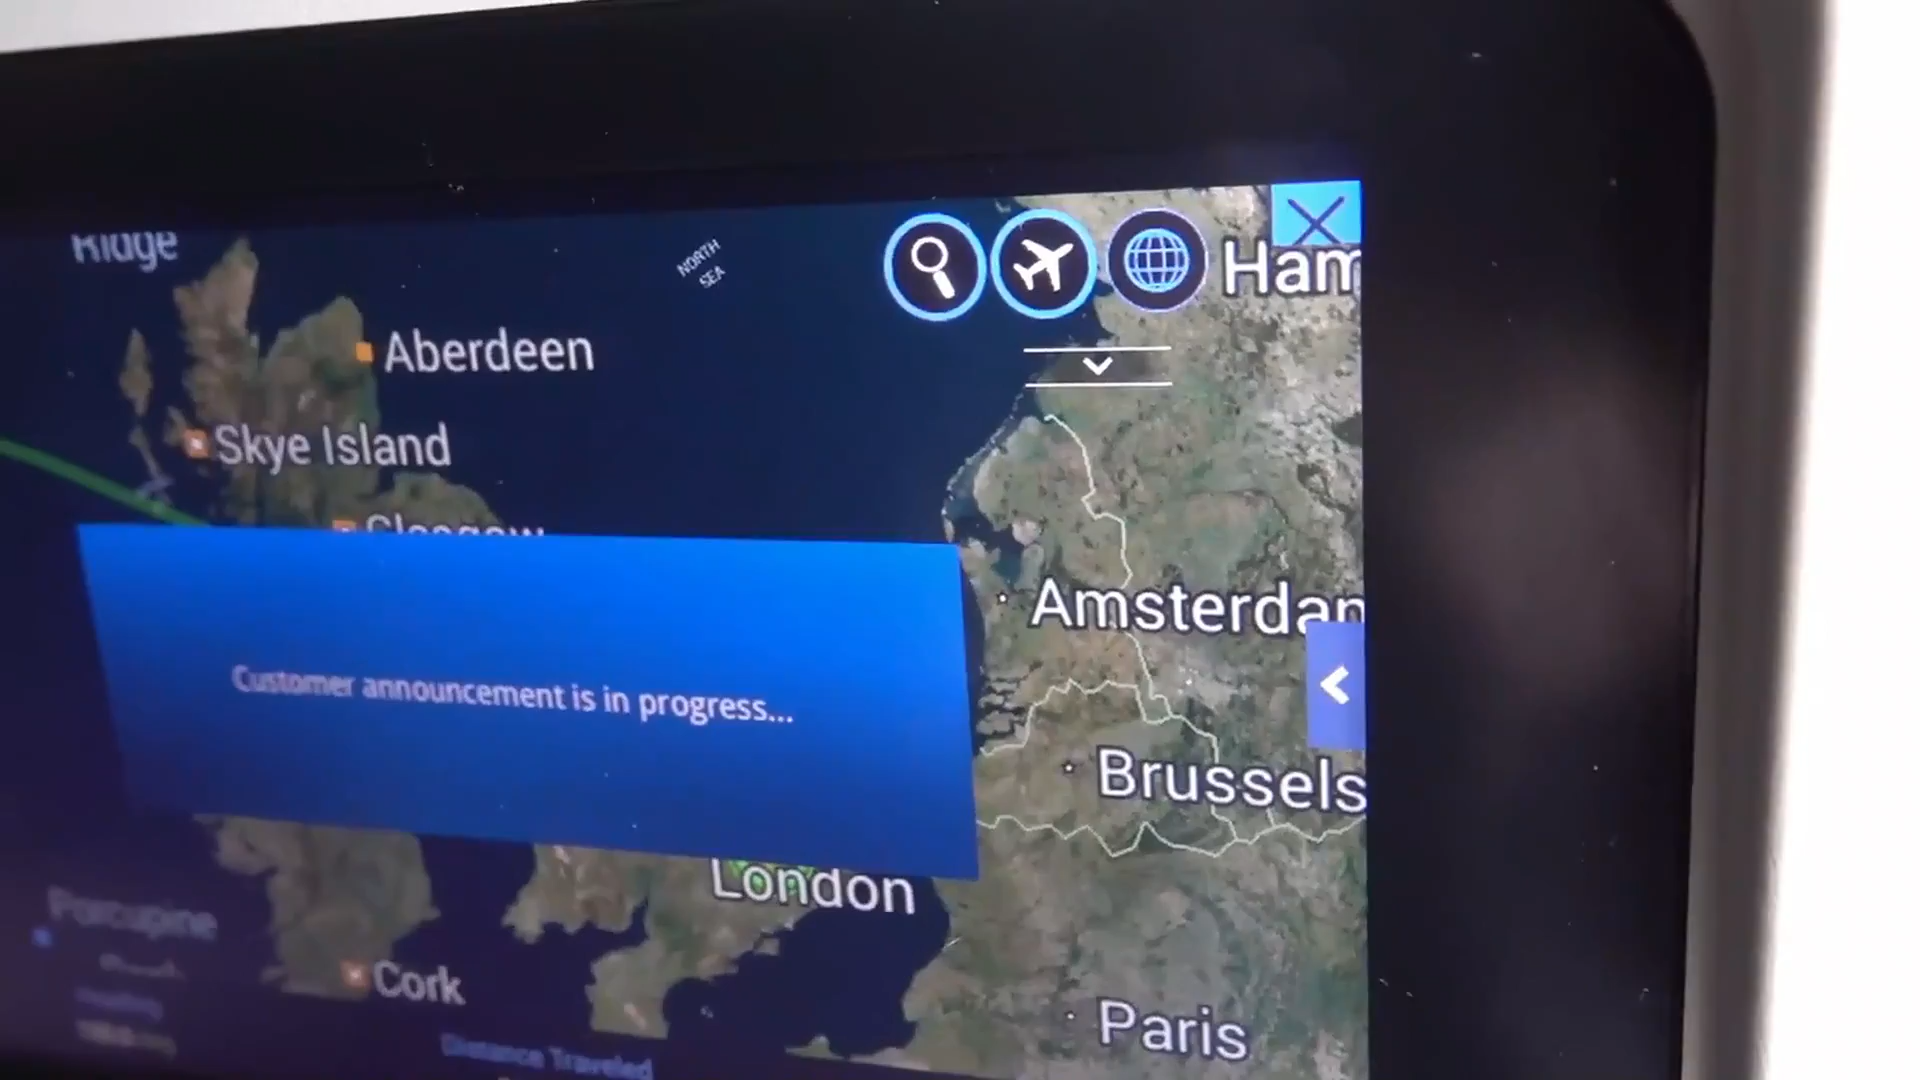 Ridge
NORTH
SEA
Ham
Aberdeen
Skye Island
Glasgow
Amsterdam
Customer announcement is in progress...
Brussels
London
Porcupine
Cork
Paris
Distance Traveled